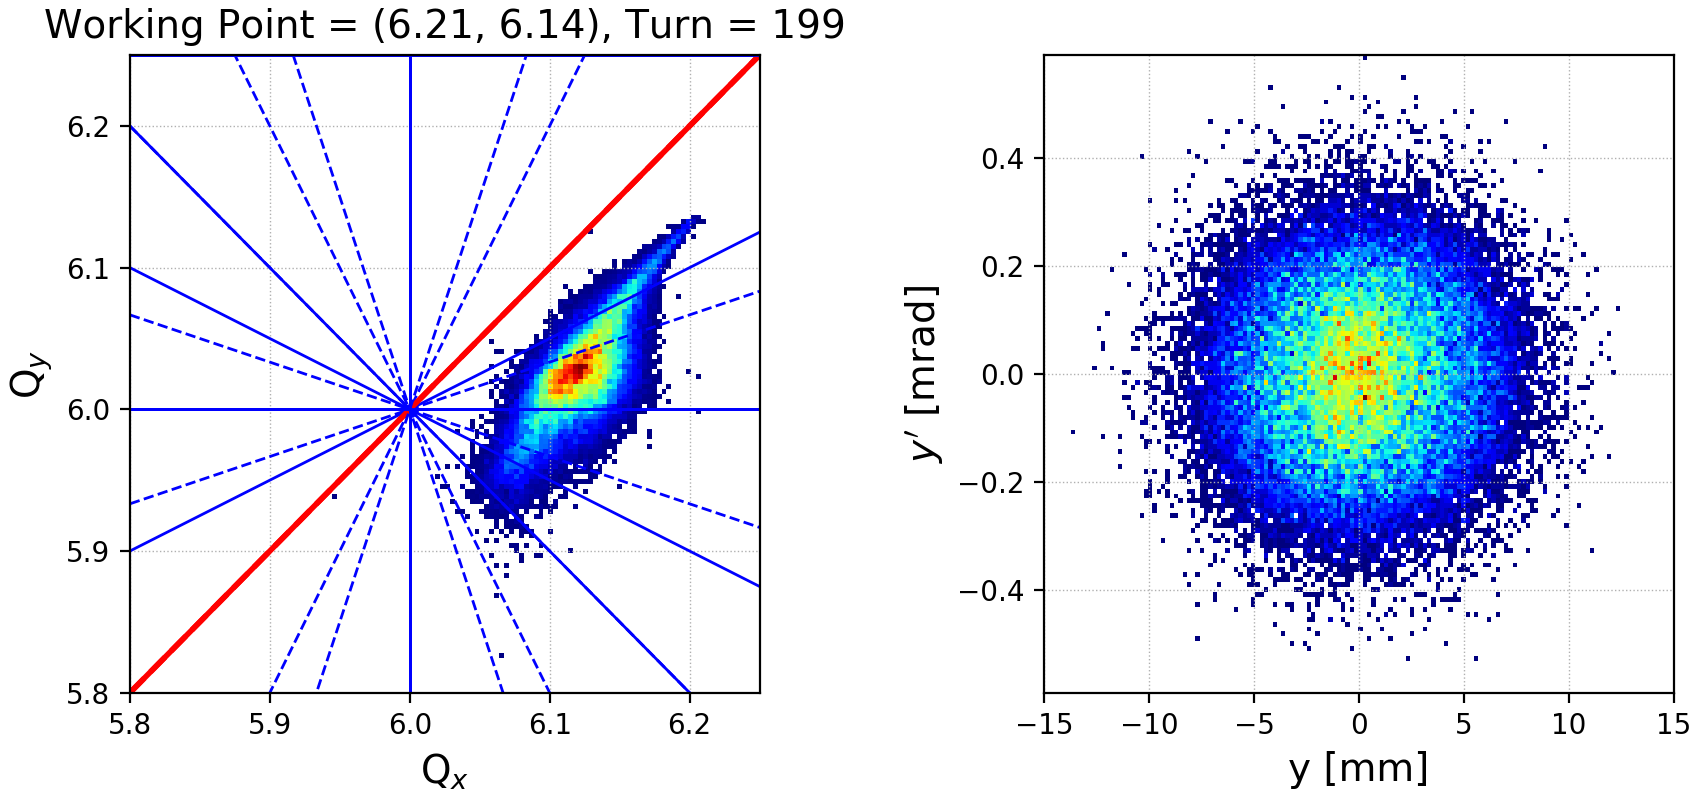 Working Point = (6.21, 6.14), Turn = 199
6.2
6.1
6.0
5.9
5.8
Qy
5.8 5.9 6.0 6.1 6.2
Qx
0.4
0.2
0.0
−0.2
−0.4
y′ [mrad]
−15 −10 −5 0 5 10 15
y [mm]